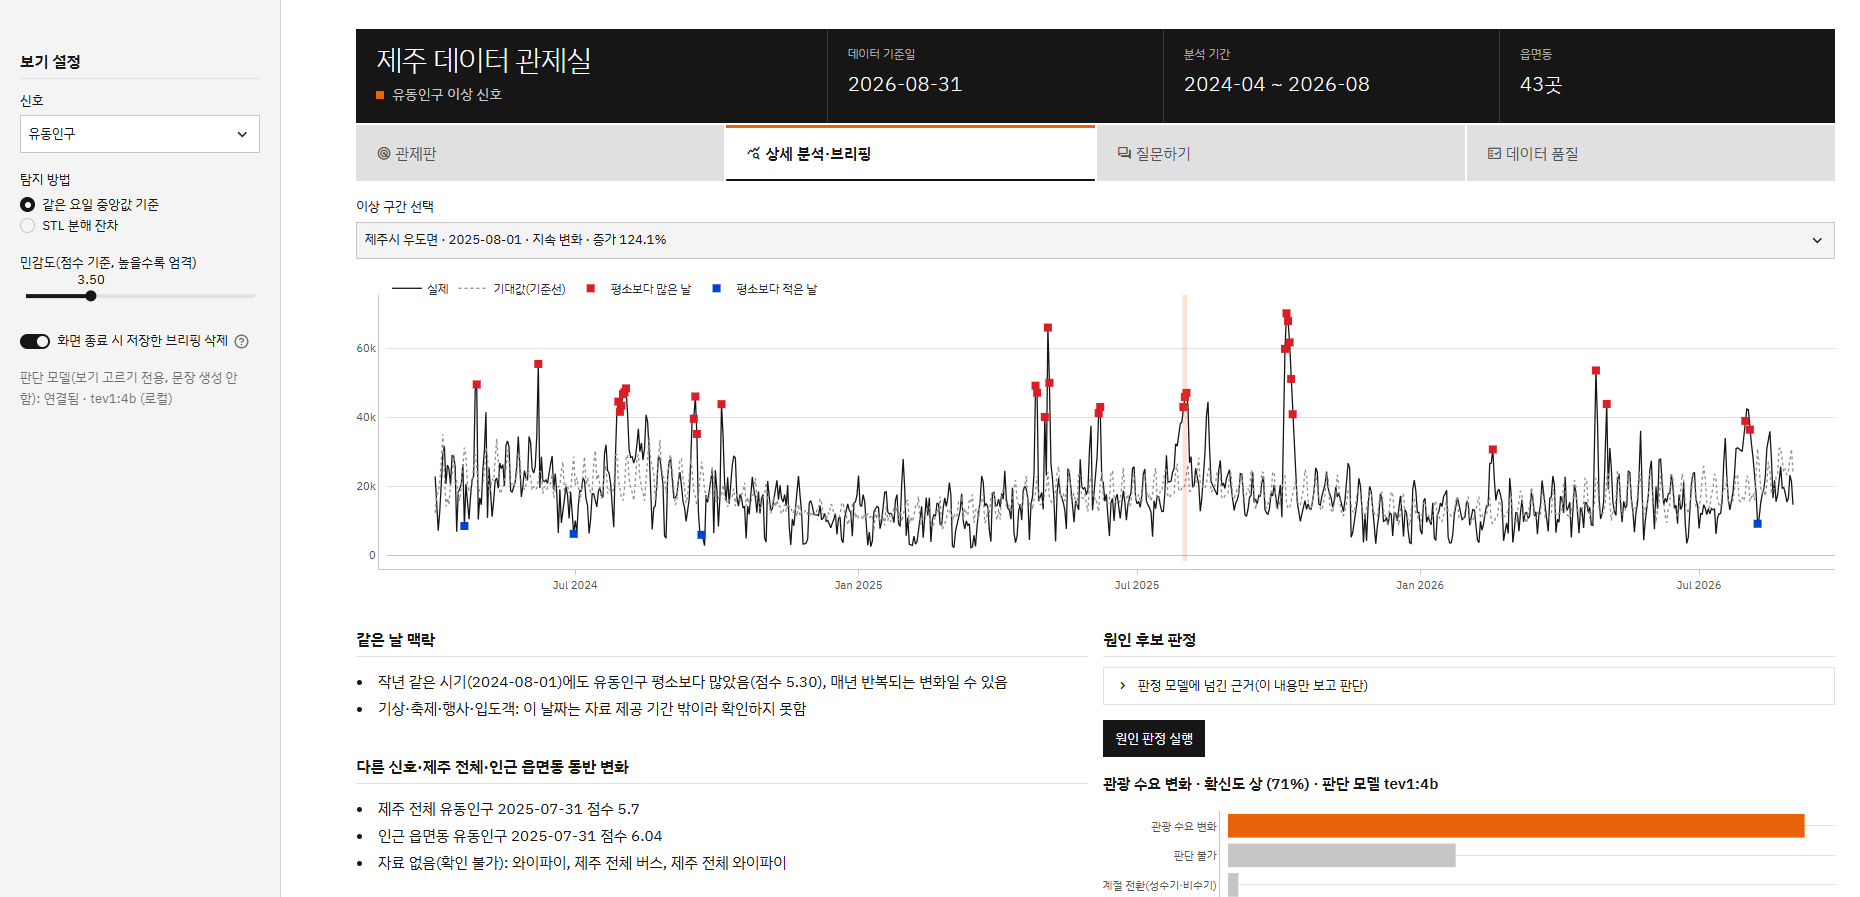 보기 설정
신호
유동인구
탐지 방법
같은 요일 중앙값 기준
STL 분해 잔차
민감도(점수 기준, 높을수록 엄격)
3.50
화면 종료 시 저장한 브리핑 삭제
판단 모델(보기 고르기 전용, 문장 생성 안
함): 연결됨 · tev1:4b (로컬)
제주 데이터 관제실
유동인구 이상 신호
데이터 기준일
2026-08-31
분석 기간
2024-04 ~ 2026-08
읍면동
43곳
관제판
상세 분석·브리핑
질문하기
데이터 품질
이상 구간 선택
제주시 우도면 · 2025-08-01 · 지속 변화 · 증가 124.1%
실제
기대값(기준선)
평소보다 많은 날
평소보다 적은 날
60k
40k
20k
0
Jul 2024
Jan 2025
Jul 2025
Jan 2026
Jul 2026
같은 날 맥락
작년 같은 시기(2024-08-01)에도 유동인구 평소보다 많았음(점수 5.30), 매년 반복되는 변화일 수 있음
기상·축제·행사·입도객: 이 날짜는 자료 제공 기간 밖이라 확인하지 못함
다른 신호·제주 전체·인근 읍면동 동반 변화
제주 전체 유동인구 2025-07-31 점수 5.7
인근 읍면동 유동인구 2025-07-31 점수 6.04
자료 없음(확인 불가): 와이파이, 제주 전체 버스, 제주 전체 와이파이
원인 후보 판정
판정 모델에 넘긴 근거(이 내용만 보고 판단)
원인 판정 실행
관광 수요 변화 · 확신도 상 (71%) · 판단 모델 tev1:4b
관광 수요 변화
판단 불가
계절 전환(성수기·비수기)